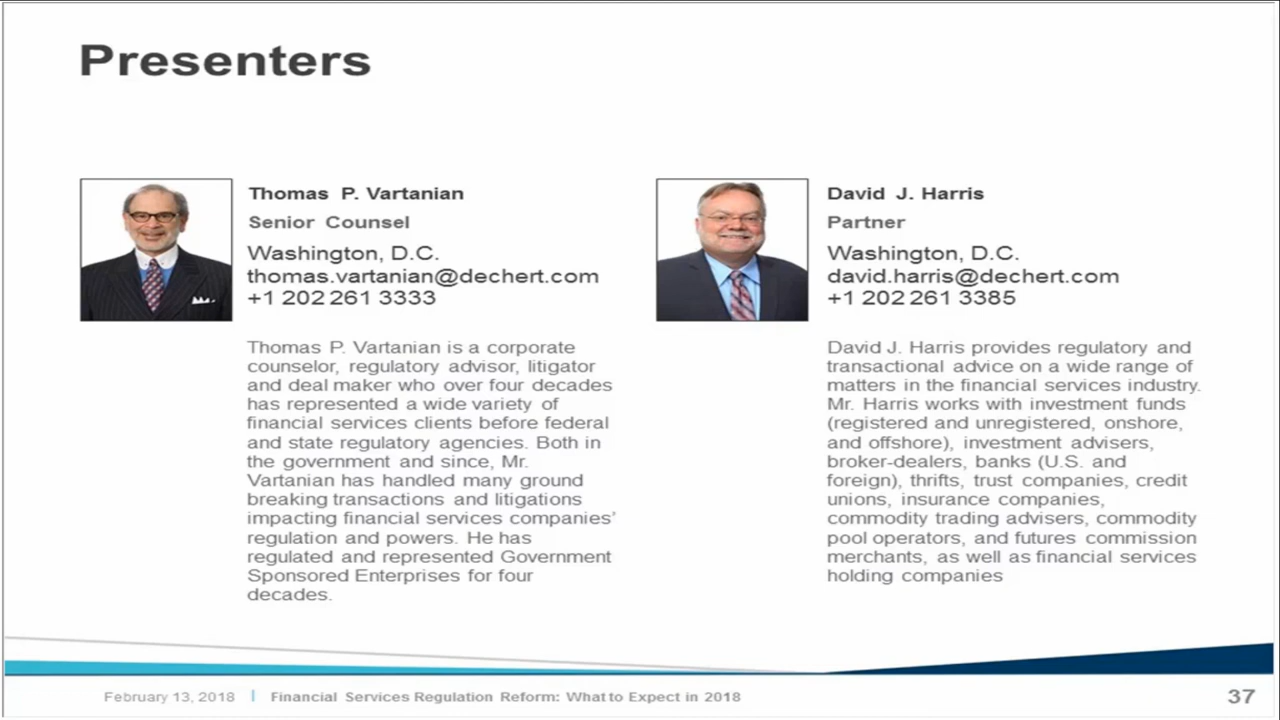 Presenters
Thomas P. Vartanian
Senior Counsel
Washington, D.C.
thomas.vartanian@dechert.com
+1 202 261 3333
Thomas P. Vartanian is a corporate
counselor, regulatory advisor, litigator
and deal maker who over four decades
has represented a wide variety of
financial services clients before federal
and state regulatory agencies. Both in
the government and since, Mr.
Vartanian has handled many ground
breaking transactions and litigations
impacting financial services companies’
regulation and powers. He has
regulated and represented Government
Sponsored Enterprises for four
decades.
David J. Harris
Partner
Washington, D.C.
david.harris@dechert.com
+1 202 261 3385
David J. Harris provides regulatory and
transactional advice on a wide range of
matters in the financial services industry.
Mr. Harris works with investment funds
(registered and unregistered, onshore,
and offshore), investment advisers,
broker-dealers, banks (U.S. and
foreign), thrifts, trust companies, credit
unions, insurance companies,
commodity trading advisers, commodity
pool operators, and futures commission
merchants, as well as financial services
holding companies
February 13, 2018 | Financial Services Regulation Reform: What to Expect in 2018
37